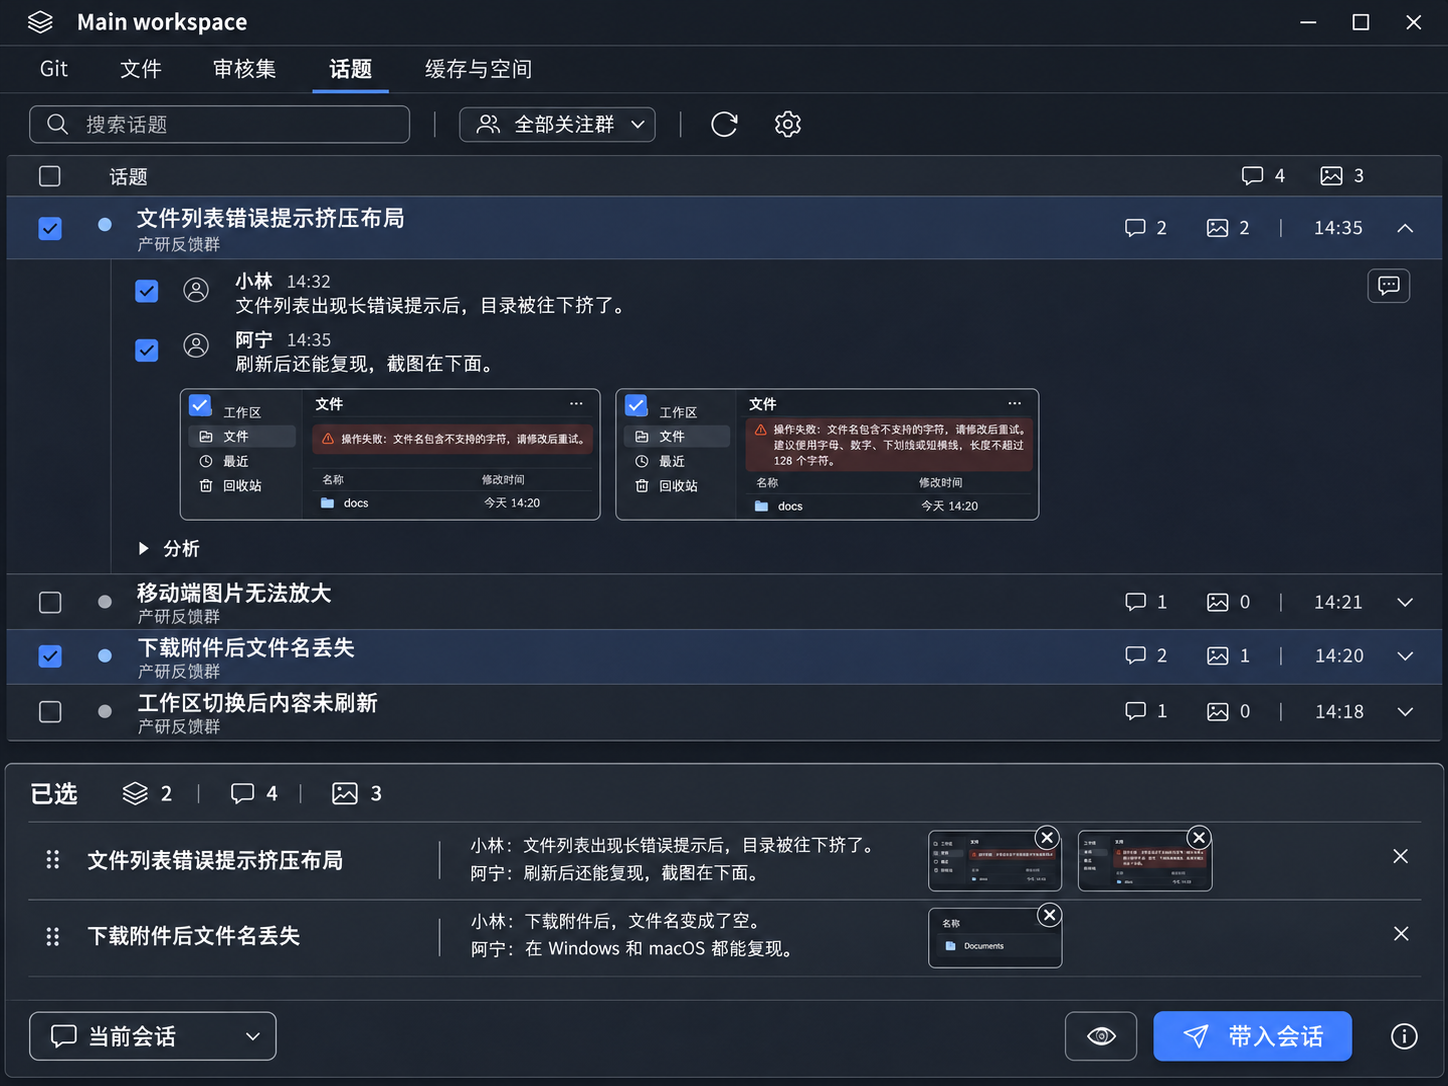 Main workspace
Git 文件 审核集 话题 缓存与空间
搜索话题 全部关注群
话题 4 3
文件列表错误提示挤压布局
产研反馈群
2 2 14:35
小林 14:32
文件列表出现长错误提示后，目录被往下挤了。
阿宁 14:35
刷新后还能复现，截图在下面。
工作区
文件
最近
回收站
文件
操作失败：文件名包含不支持的字符，请修改后重试。
名称 修改时间
docs 今天 14:20
工作区
文件
最近
回收站
文件
操作失败：文件名包含不支持的字符，请修改后重试。
建议使用字母、数字、下划线或短横线，长度不超过
128 个字符。
名称 修改时间
docs 今天 14:20
分析
移动端图片无法放大
产研反馈群
1 0 14:21
下载附件后文件名丢失
产研反馈群
2 1 14:20
工作区切换后内容未刷新
产研反馈群
1 0 14:18
已选 2 4 3
文件列表错误提示挤压布局
小林：文件列表出现长错误提示后，目录被往下挤了。
阿宁：刷新后还能复现，截图在下面。
下载附件后文件名丢失
小林：下载附件后，文件名变成了空。
阿宁：在 Windows 和 macOS 都能复现。
名称
Documents
当前会话 带入会话